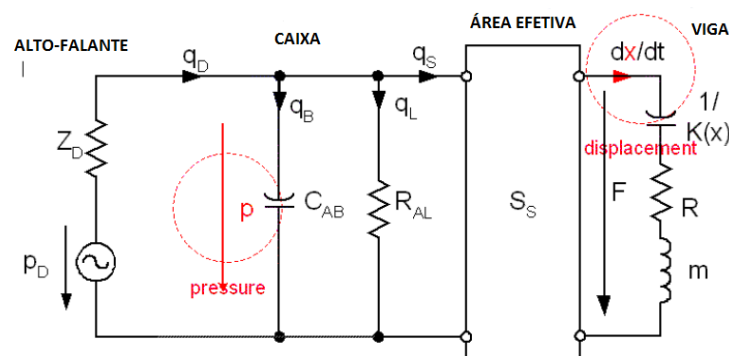 ALTO-FALANTE
CAIXA
ÁREA EFETIVA
VIGA
q_D
q_S
dx/dt
q_B
q_L
1/
K(x)
displacement
Z_D
p
C_AB
R_AL
S_S
F
R
p_D
pressure
m